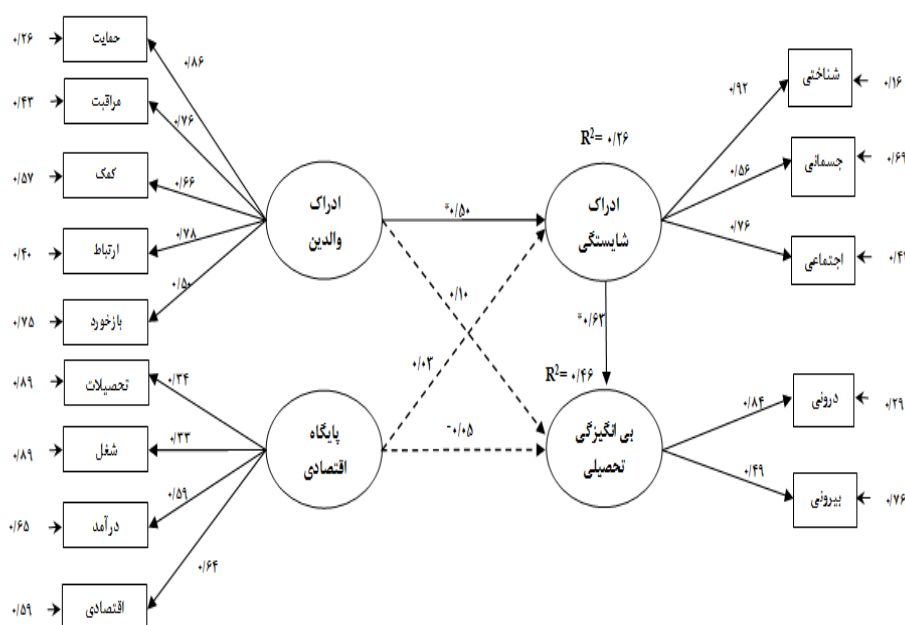 ۰/۲۶
حمایت
۰/۸۶
۰/۴۳
مراقبت
۰/۷۶
۰/۵۷
کمک
۰/۶۶
۰/۴۰
ارتباط
۰/۷۸
۰/۷۵
بازخورد
۰/۵۰
۰/۸۹
تحصیلات
۰/۳۴
۰/۸۹
شغل
۰/۳۳
۰/۶۵
درآمد
۰/۵۹
۰/۵۹
اقتصادی
۰/۶۴
ادراک
والدین
پایگاه
اقتصادی
*۰/۵۰
۰/۱۰
۰/۰۳
-۰/۰۵
R²= ۰/۲۶
ادراک
شایستگی
*۰/۶۳
R²= ۰/۴۶
بی انگیزگی
تحصیلی
۰/۹۲
شناختی
۰/۱۶
۰/۵۶
جسمانی
۰/۶۹
۰/۷۶
اجتماعی
۰/۸۴
درونی
۰/۲۹
۰/۴۹
بیرونی
۰/۷۶